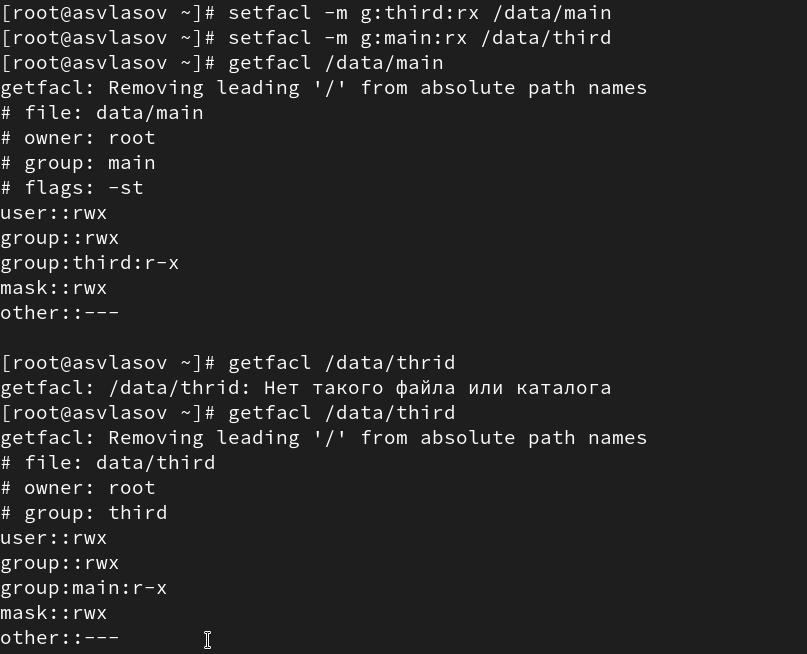 [root@asvlasov ~]# setfacl -m g:third:rx /data/main
[root@asvlasov ~]# setfacl -m g:main:rx /data/third
[root@asvlasov ~]# getfacl /data/main
getfacl: Removing leading '/' from absolute path names
# file: data/main
# owner: root
# group: main
# flags: -st
user::rwx
group::rwx
group:third:r-x
mask::rwx
other::---

[root@asvlasov ~]# getfacl /data/thrid
getfacl: /data/thrid: Нет такого файла или каталога
[root@asvlasov ~]# getfacl /data/third
getfacl: Removing leading '/' from absolute path names
# file: data/third
# owner: root
# group: third
user::rwx
group::rwx
group:main:r-x
mask::rwx
other::---